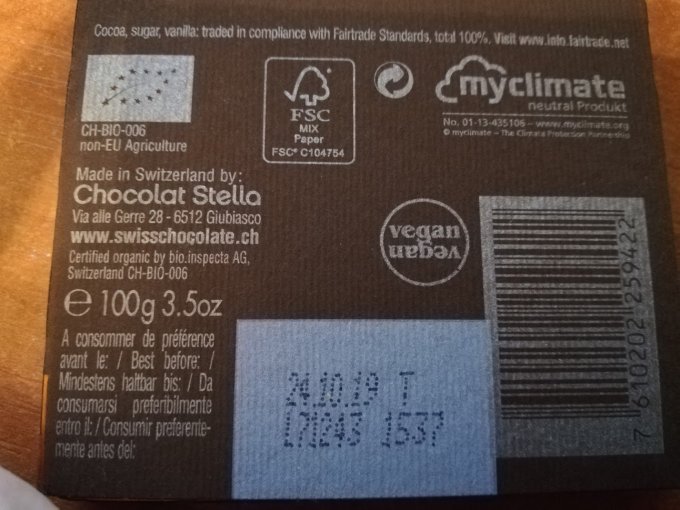 Cocoa, sugar, vanilla: traded in compliance with Fairtrade Standards, total 100%. Visit www.info.fairtrade.net
CH-BIO-006
non-EU Agriculture
FSC
MIX
Paper
FSC® C104754
myclimate
neutral Produkt
No. 01-13-435106 – www.myclimate.org
© myclimate – The Climate Protection Partnership
Made in Switzerland by:
Chocolat Stella
Via alle Gerre 28 - 6512 Giubiasco
www.swisschocolate.ch
Certified organic by bio.inspecta AG,
Switzerland CH-BIO-006
vegan
vegan
e 100g 3.5oz
A consommer de préférence
avant le: / Best before: /
Mindestens haltbar bis: / Da
consumarsi preferibilmente
entro il: / Consumir preferente-
mente antes del:
24.10.19 T
L71243 1537
7 610202 259422